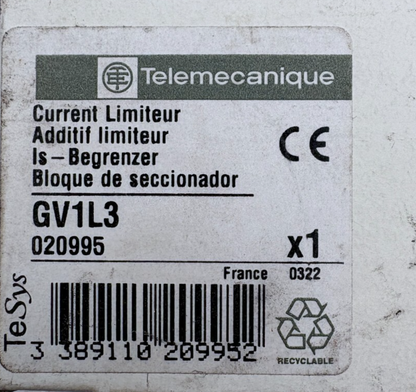 Telemecanique
Current Limiteur
Additif limiteur
Is-Begrenzer
Bloque de seccionador
CE
GV1L3
020995
x1
France 0322
TeSys
3 389110 209952
RECYCLABLE